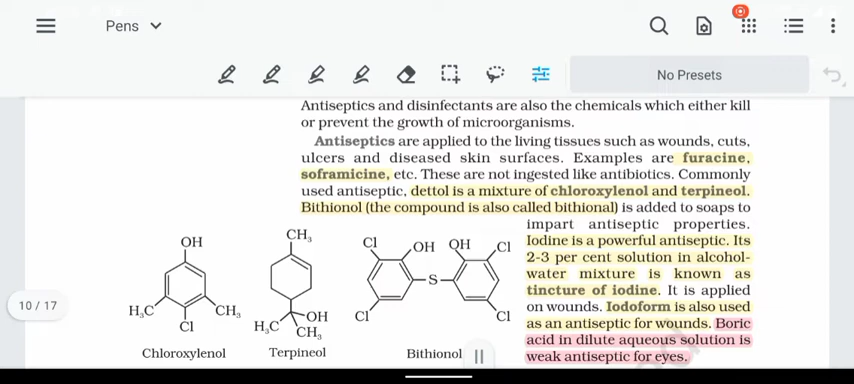 Pens
No Presets
Antiseptics and disinfectants are also the chemicals which either kill
or prevent the growth of microorganisms.
Antiseptics are applied to the living tissues such as wounds, cuts,
ulcers and diseased skin surfaces. Examples are furacine,
soframicine, etc. These are not ingested like antibiotics. Commonly
used antiseptic, dettol is a mixture of chloroxylenol and terpineol.
Bithionol (the compound is also called bithional) is added to soaps to
impart antiseptic properties.
Iodine is a powerful antiseptic. Its
2-3 per cent solution in alcohol-
water mixture is known as
tincture of iodine. It is applied
on wounds. Iodoform is also used
as an antiseptic for wounds. Boric
acid in dilute aqueous solution is
weak antiseptic for eyes.
OH
H₃C
CH₃
Cl
Chloroxylenol
CH₃
OH
H₃C
CH₃
Terpineol
Cl
OH
OH
Cl
S
Cl
Cl
Bithionol
10 / 17